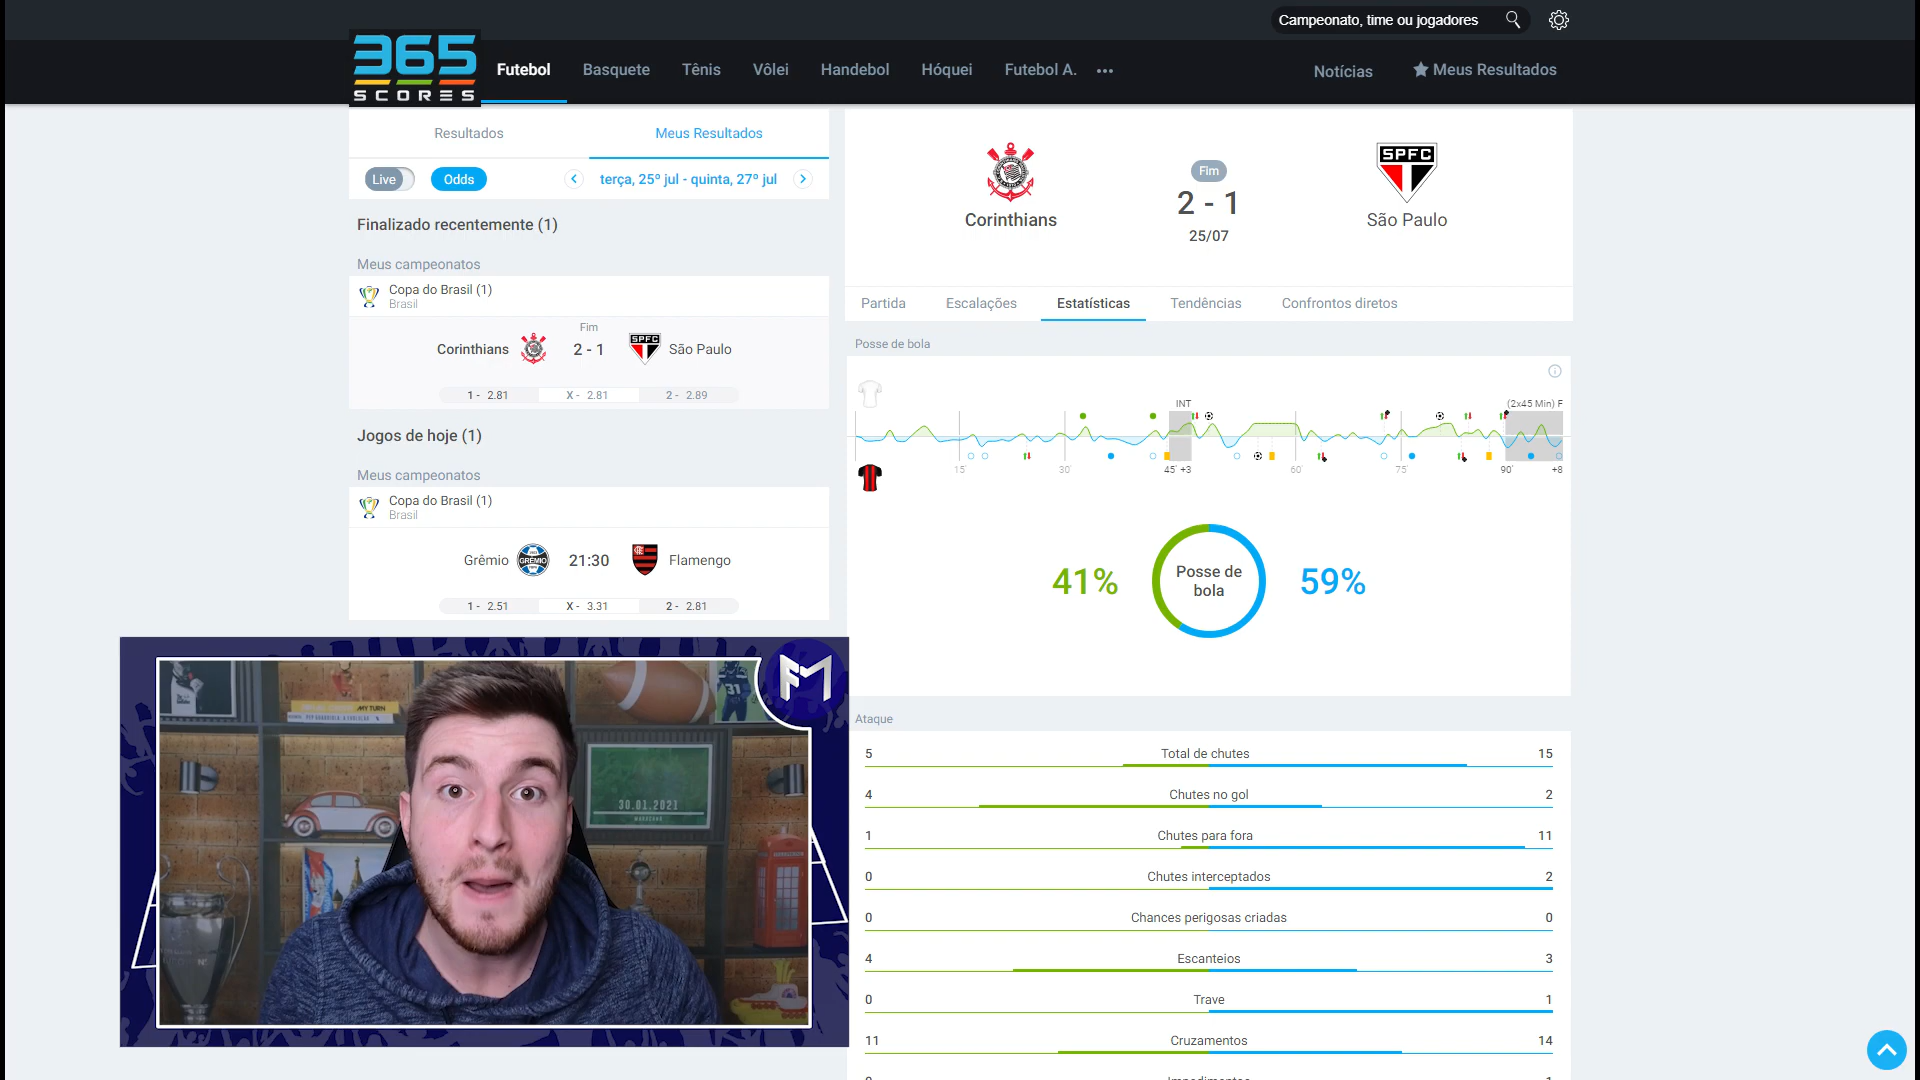 Campeonato, time ou jogadores
365
SCORES
Futebol
Basquete
Tênis
Vôlei
Handebol
Hóquei
Futebol A.
Notícias
Meus Resultados
Resultados
Meus Resultados
Live
Odds
terça, 25º jul - quinta, 27º jul
Finalizado recentemente (1)
Meus campeonatos
Copa do Brasil (1)
Brasil
Fim
Corinthians
2 - 1
SPFC
São Paulo
1 - 2.81
X - 2.81
2 - 2.89
Jogos de hoje (1)
Meus campeonatos
Copa do Brasil (1)
Brasil
Grêmio
GRÊMIO
21:30
Flamengo
1 - 2.51
X - 3.31
2 - 2.81
Corinthians
Fim
2 - 1
25/07
SPFC
São Paulo
Partida
Escalações
Estatísticas
Tendências
Confrontos diretos
Posse de bola
INT
(2x45 Min) F
15'
30'
45' +3
60'
75'
90'
+8
41%
Posse de
bola
59%
Ataque
5 Total de chutes 15
4 Chutes no gol 2
1 Chutes para fora 11
0 Chutes interceptados 2
0 Chances perigosas criadas 0
4 Escanteios 3
0 Trave 1
11 Cruzamentos 14
FM
MY TURN
31
30.01.2021
MARACANÃ